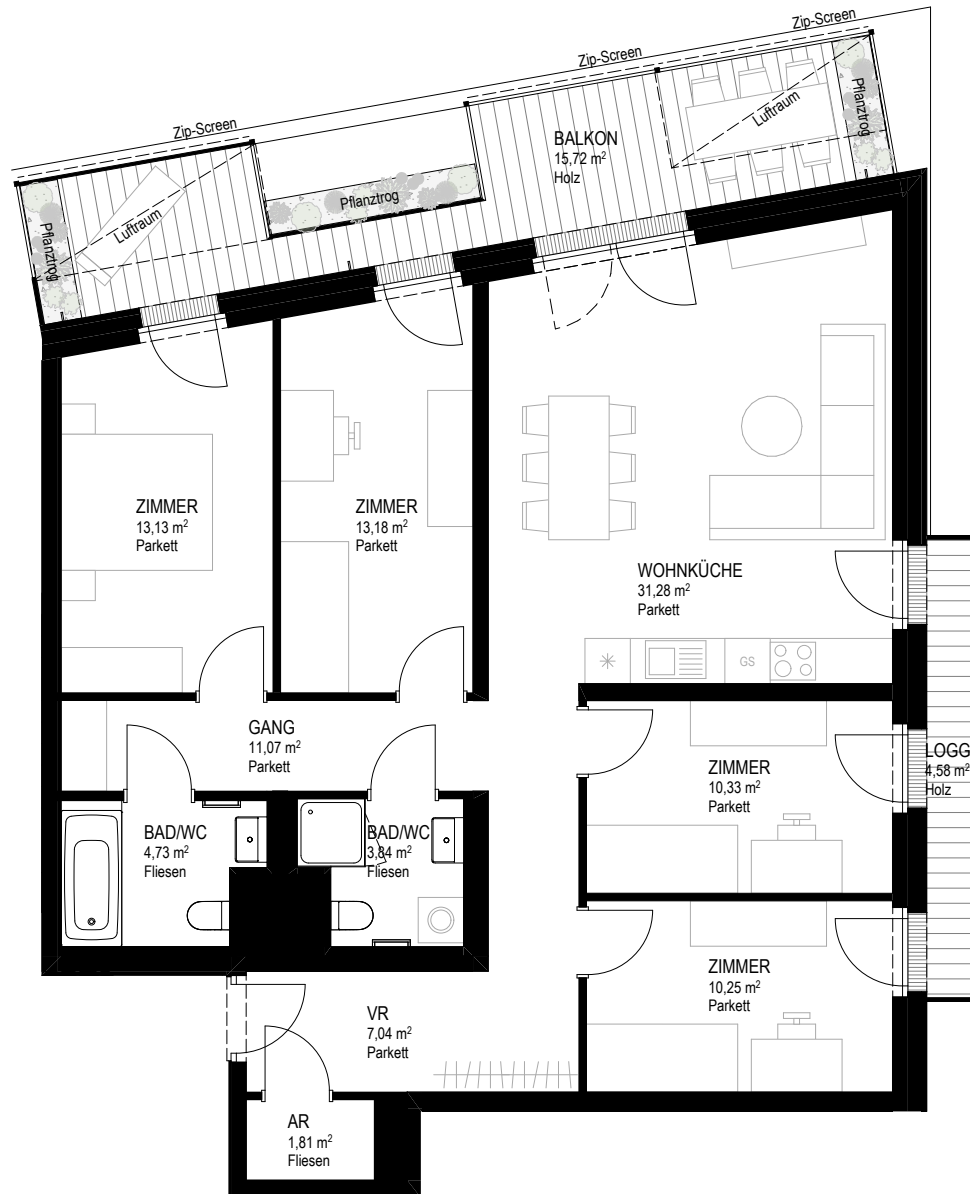 Zip-Screen
Zip-Screen
Zip-Screen
BALKON
15,72 m²
Holz
Luftraum
Pflanztrog
Pflanztrog
Luftraum
Pflanztrog
ZIMMER
13,13 m²
Parkett
ZIMMER
13,18 m²
Parkett
WOHNKÜCHE
31,28 m²
Parkett
GS
GANG
11,07 m²
Parkett
ZIMMER
10,33 m²
Parkett
LOGG
4,58 m²
Holz
BAD/WC
4,73 m²
Fliesen
BAD/WC
3,84 m²
Fliesen
ZIMMER
10,25 m²
Parkett
VR
7,04 m²
Parkett
AR
1,81 m²
Fliesen